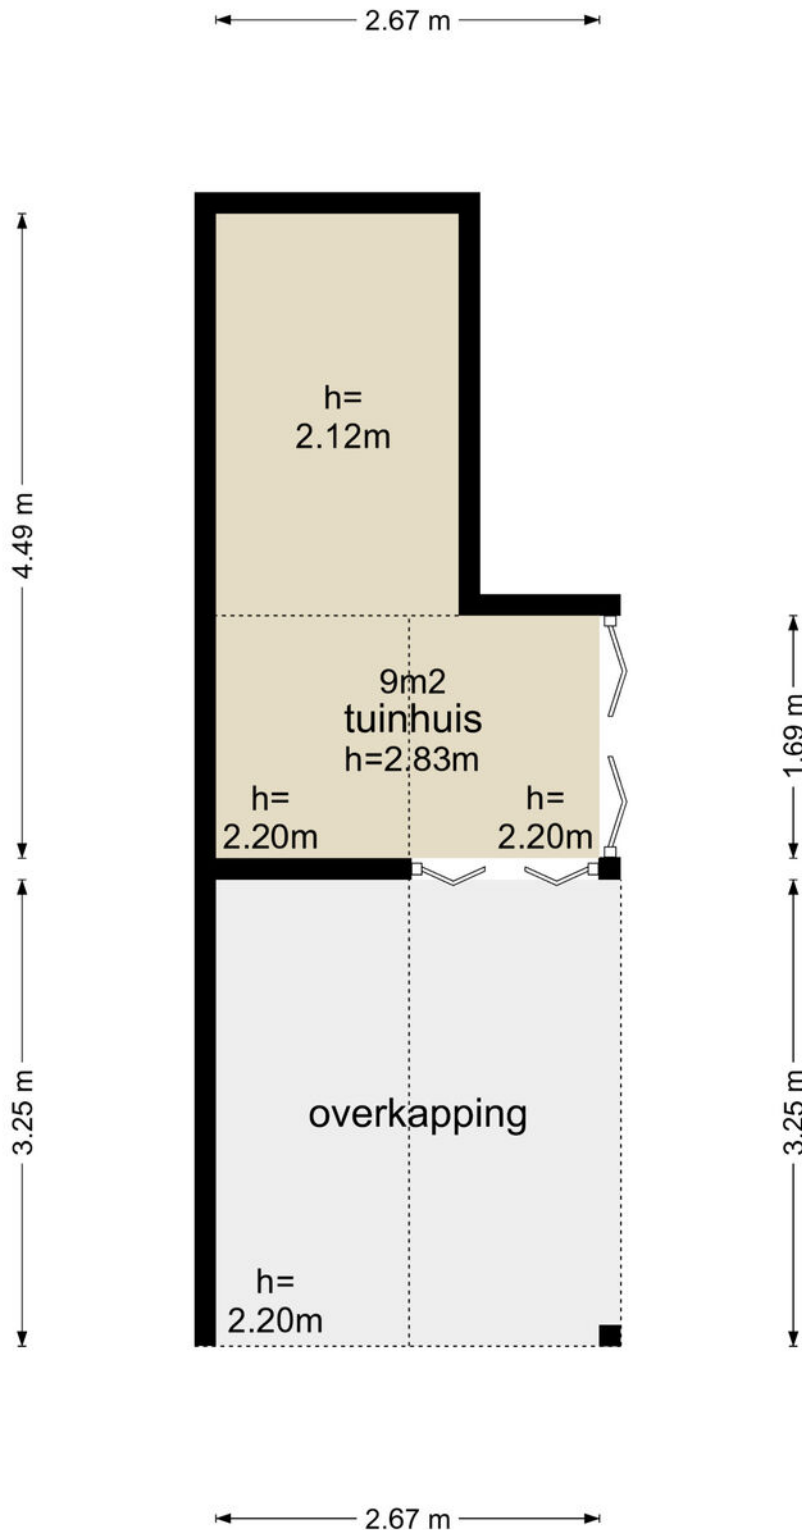 2.67 m
h=
2.12m
4.49 m
9m2
tuinhuis
h=2.83m
1.69 m
h=
2.20m
h=
2.20m
3.25 m
overkapping
3.25 m
h=
2.20m
2.67 m